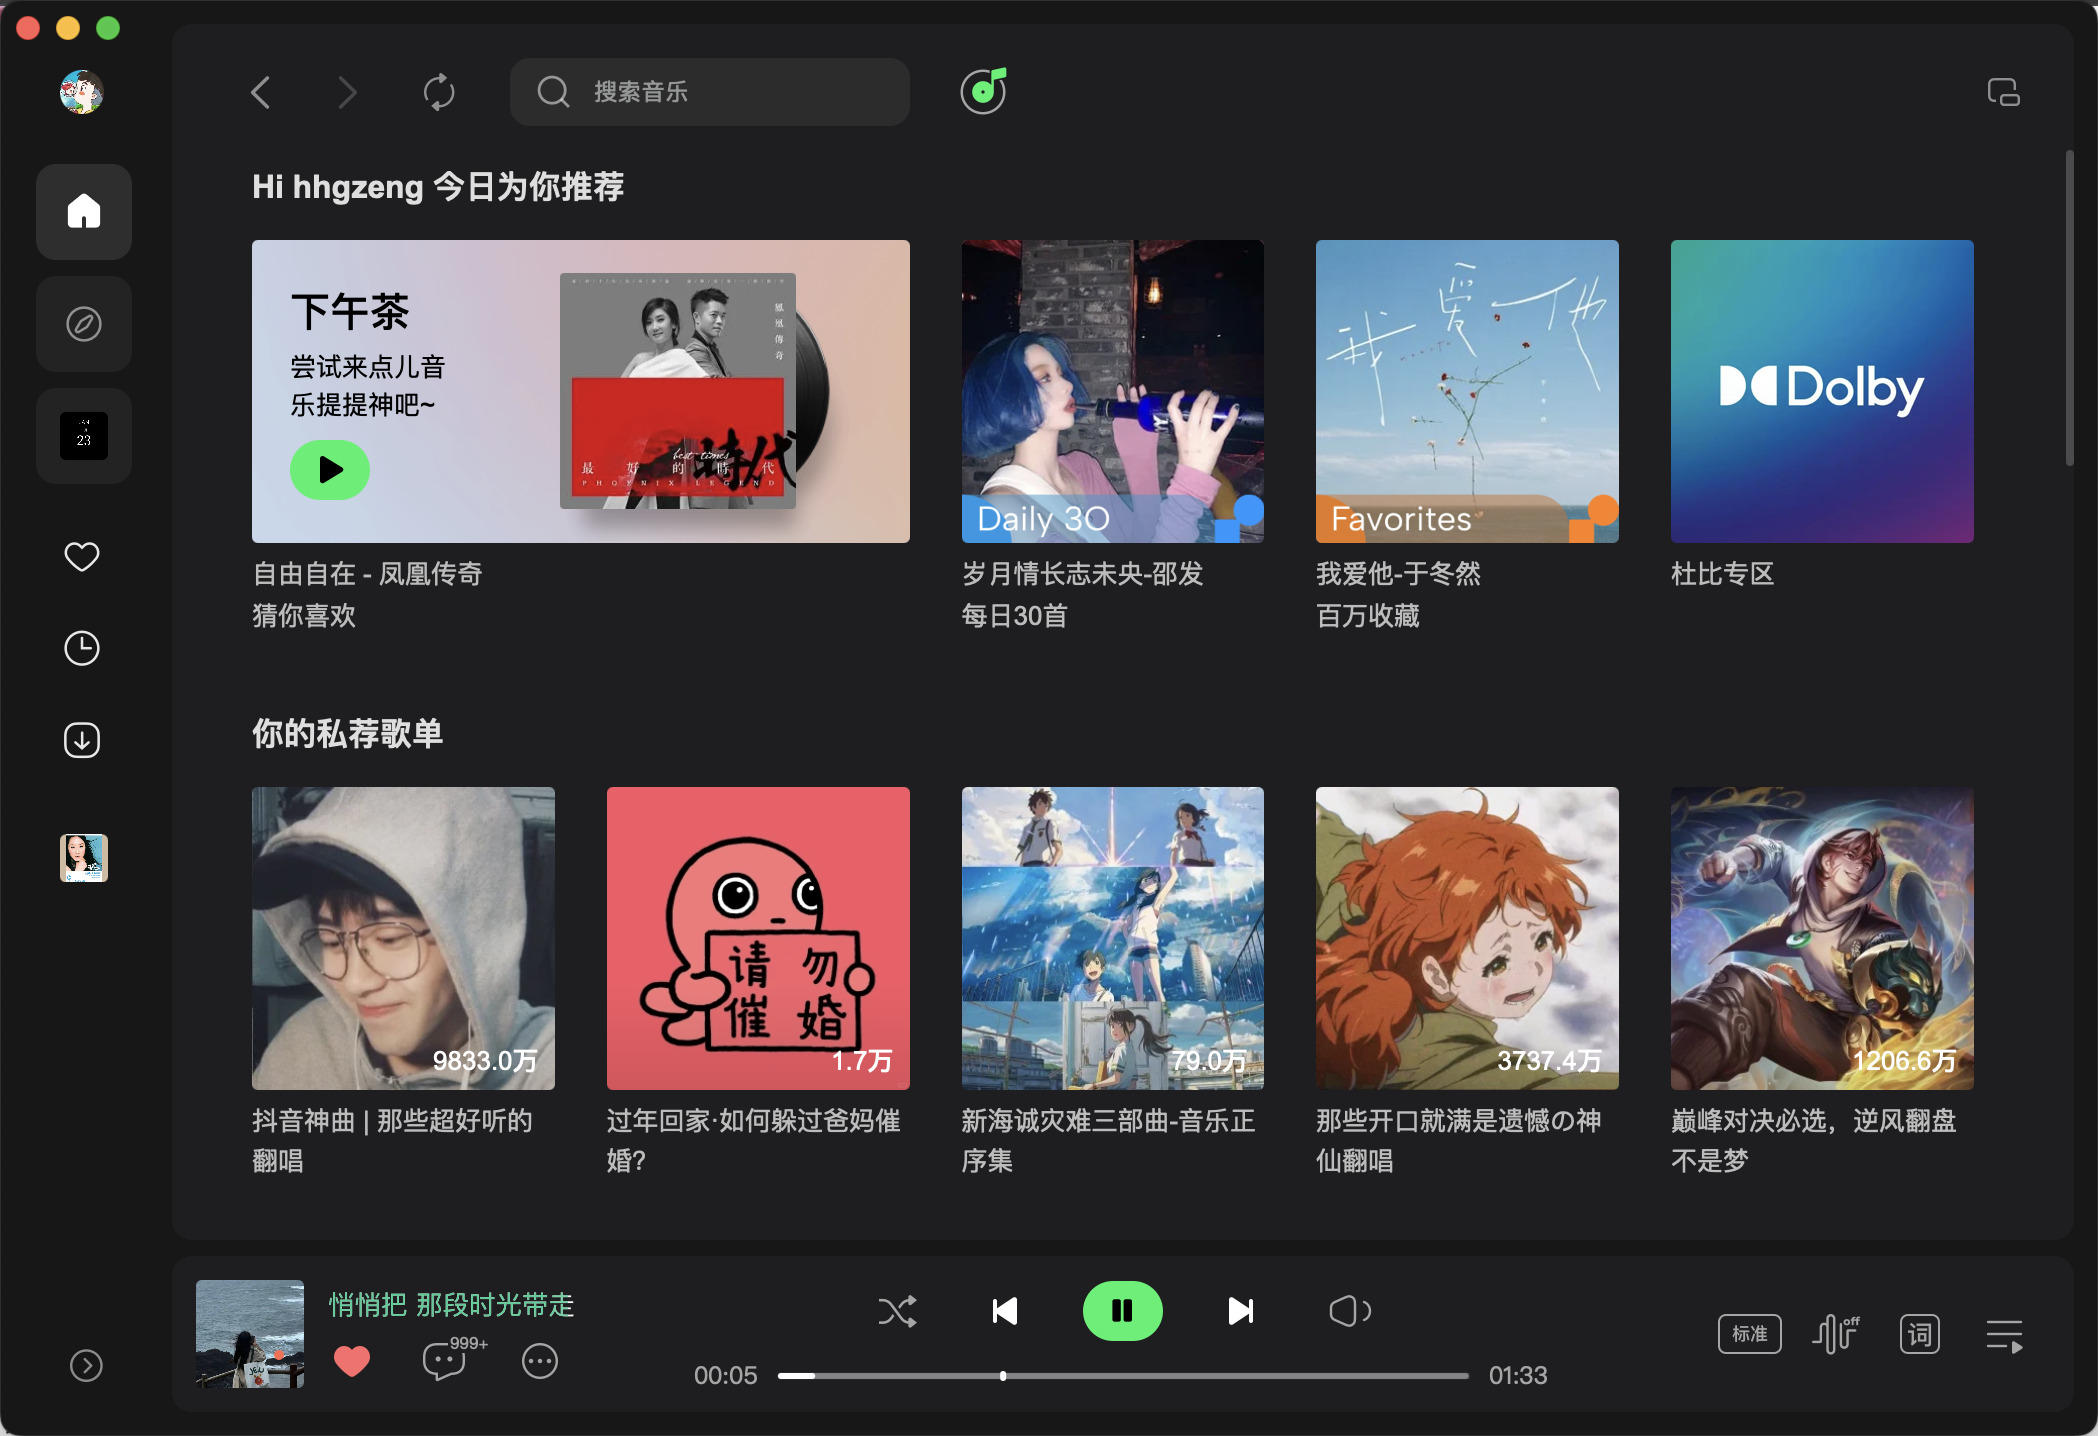 搜索音乐
Hi hhgzeng 今日为你推荐
下午茶
尝试来点儿音
乐提提神吧~
鳳凰傳奇
best times
時代
最好的時代
PHOENIX LEGEND
自由自在 - 凤凰传奇
猜你喜欢
Daily 30
岁月情长志未央-邵发
每日30首
我爱他
Favorites
我爱他-于冬然
百万收藏
Dolby
杜比专区
23
你的私荐歌单
9833.0万
抖音神曲 | 那些超好听的
翻唱
请勿
催婚
1.7万
过年回家·如何躲过爸妈催
婚?
79.0万
新海诚灾难三部曲-音乐正
序集
3737.4万
那些开口就满是遗憾の神
仙翻唱
1206.6万
巅峰对决必选，逆风翻盘
不是梦
悄悄把 那段时光带走
999+
00:05
01:33
标准
off
词